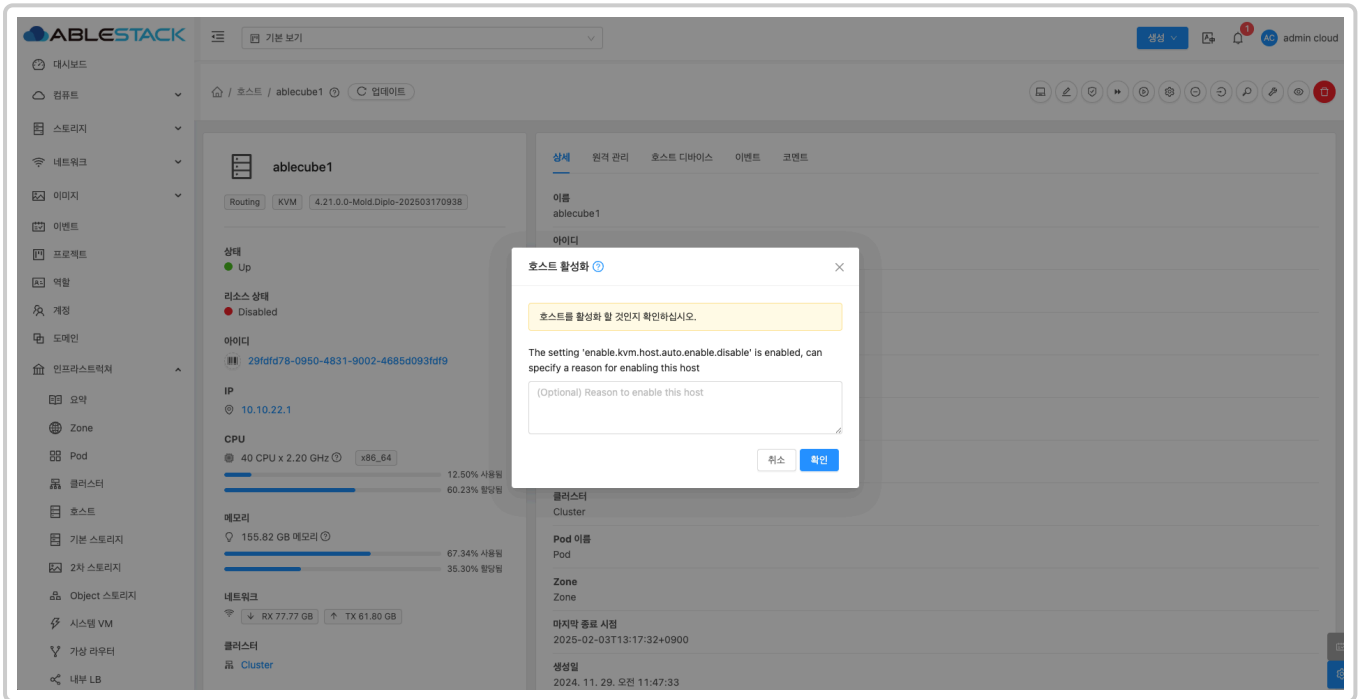 ABLESTACK
기본 보기
생성
1
AC
admin cloud
대시보드
컴퓨트
스토리지
네트워크
이미지
이벤트
프로젝트
역할
계정
도메인
인프라스트럭쳐
요약
Zone
Pod
클러스터
호스트
기본 스토리지
2차 스토리지
Object 스토리지
시스템 VM
가상 라우터
내부 LB
/ 호스트 / ablecube1
업데이트
ablecube1
Routing
KVM
4.21.0.0-Mold.Diplo-202503170938
상태
Up
리소스 상태
Disabled
아이디
29fdfd78-0950-4831-9002-4685d093fdf9
IP
10.10.22.1
CPU
40 CPU x 2.20 GHz
x86_64
12.50% 사용됨
60.23% 할당됨
메모리
155.82 GB 메모리
67.34% 사용됨
35.30% 할당됨
네트워크
RX 77.77 GB
TX 61.80 GB
클러스터
Cluster
상세
원격 관리
호스트 디바이스
이벤트
코멘트
이름
ablecube1
아이디
호스트 활성화
호스트를 활성화 할 것인지 확인하십시오.
The setting 'enable.kvm.host.auto.enable.disable' is enabled, can
specify a reason for enabling this host
(Optional) Reason to enable this host
취소
확인
클러스터
Cluster
Pod 이름
Pod
Zone
Zone
마지막 종료 시점
2025-02-03T13:17:32+0900
생성일
2024. 11. 29. 오전 11:47:33